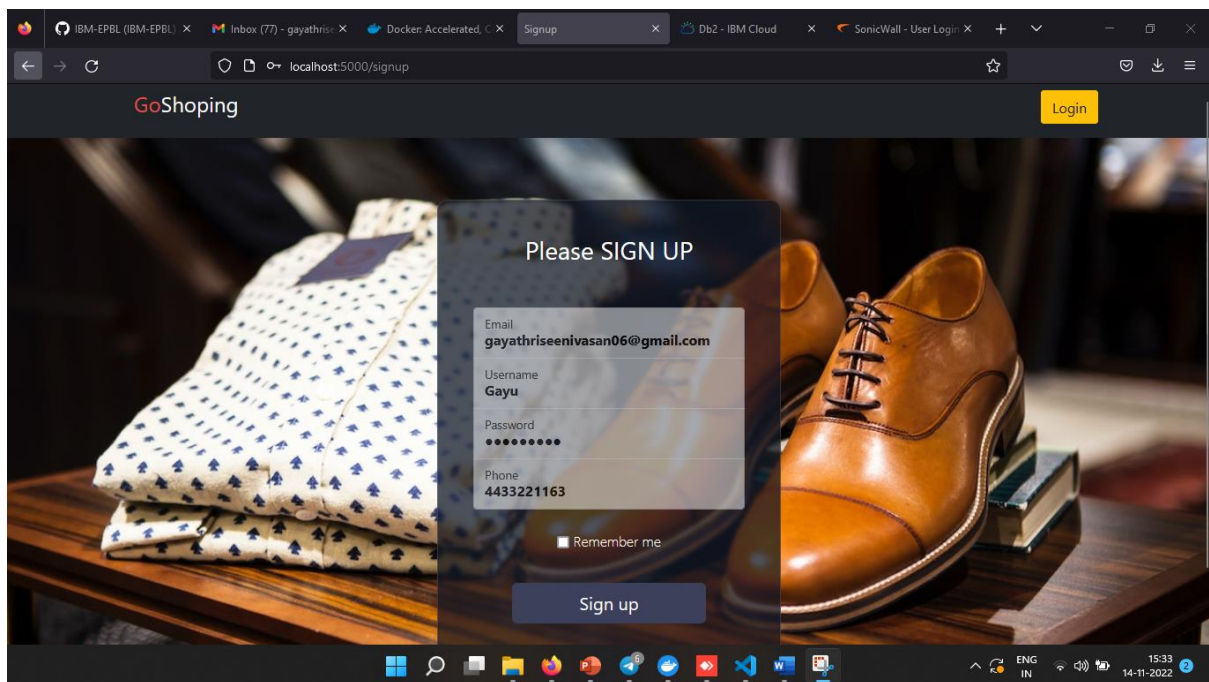 IBM-EPBL (IBM-EPBL)
Inbox (77) - gayathrise
Docker: Accelerated, C
Signup
Db2 - IBM Cloud
SonicWall - User Login
localhost:5000/signup
GoShoping
Login
Please SIGN UP
Email
gayathriseenivasan06@gmail.com
Username
Gayu
Password
Phone
4433221163
Remember me
Sign up
6
ENG
IN
15:33
14-11-2022
2